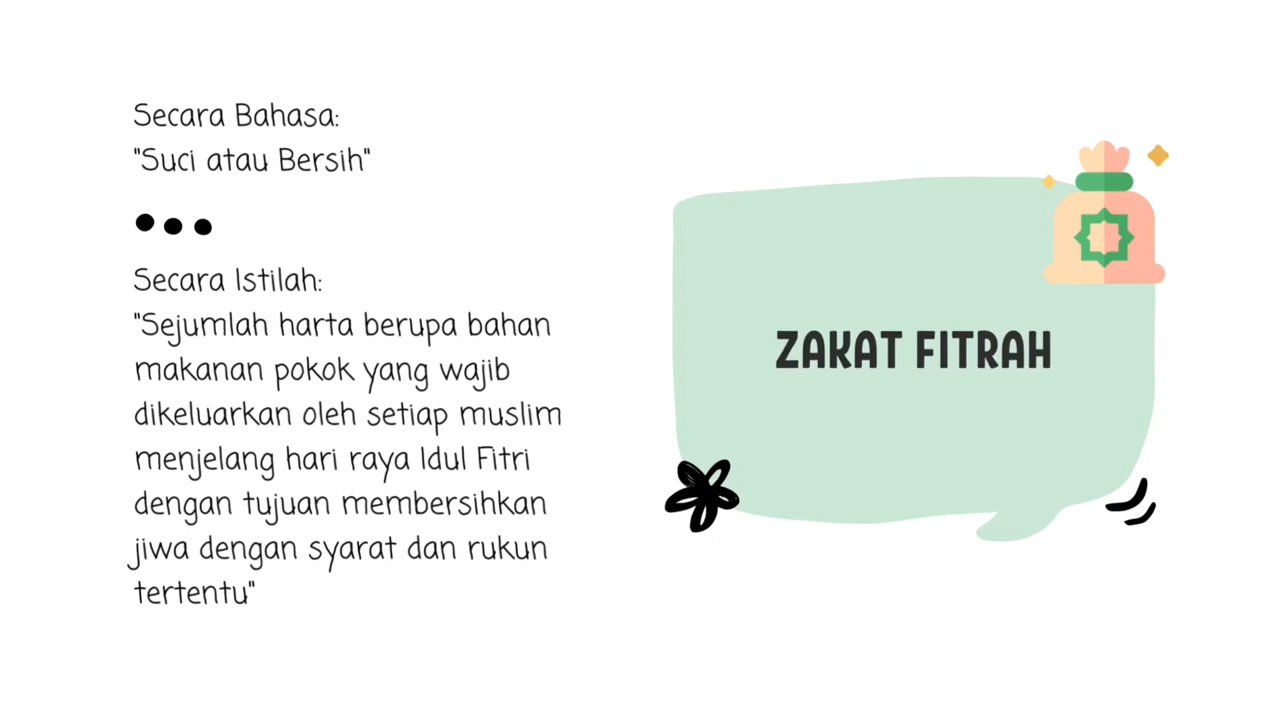 Secara Bahasa:
"Suci atau Bersih"
Secara Istilah:
"Sejumlah harta berupa bahan
makanan pokok yang wajib
dikeluarkan oleh setiap muslim
menjelang hari raya Idul Fitri
dengan tujuan membersihkan
jiwa dengan syarat dan rukun
tertentu"
ZAKAT FITRAH